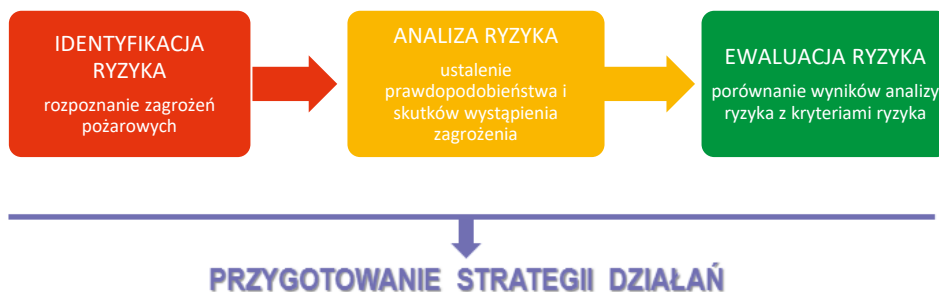 IDENTYFIKACJA
RYZYKA
rozpoznanie zagrożeń
pożarowych
ANALIZA RYZYKA
ustalenie
prawdopodobieństwa i
skutków wystąpienia
zagrożenia
EWALUACJA RYZYKA
porównanie wyników analizy
ryzyka z kryteriami ryzyka
PRZYGOTOWANIE STRATEGII DZIAŁAŃ